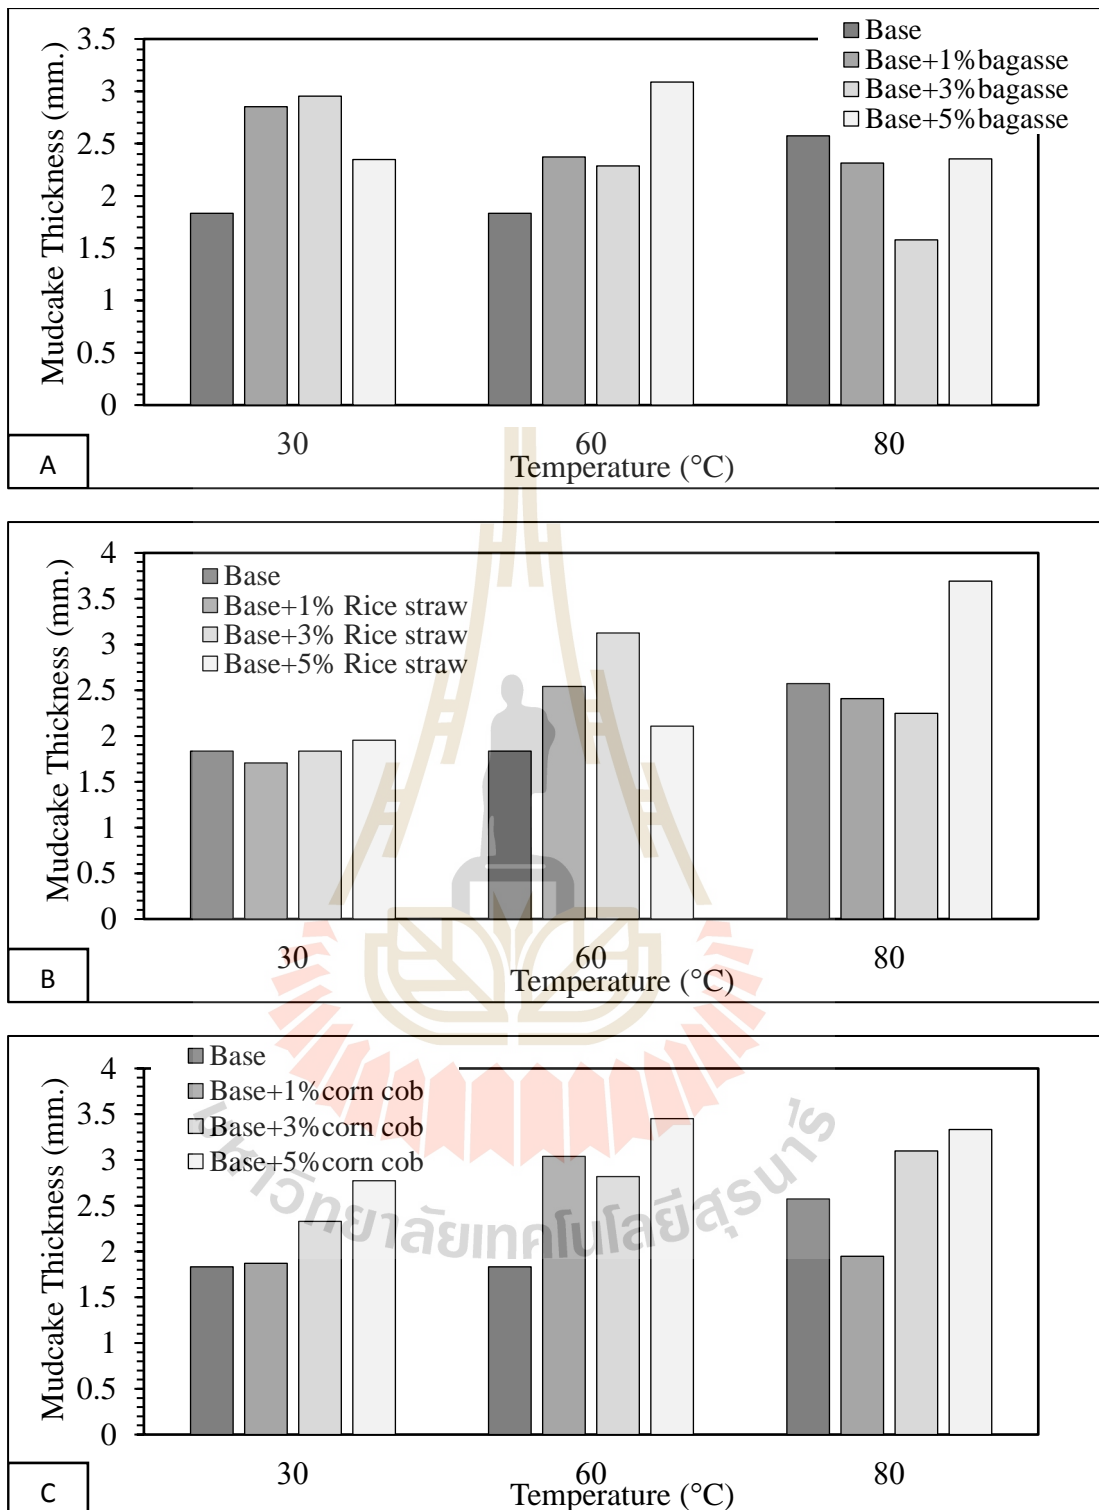 Mudcake Thickness (mm.)
3.5
3
2.5
2
1.5
1
0.5
0
Base
Base+1%bagasse
Base+3%bagasse
Base+5%bagasse
30
60
80
Temperature (°C)
A
Mudcake Thickness (mm.)
4
3.5
3
2.5
2
1.5
1
0.5
0
Base
Base+1% Rice straw
Base+3% Rice straw
Base+5% Rice straw
30
60
80
Temperature (°C)
B
Mudcake Thickness (mm.)
4
3.5
3
2.5
2
1.5
1
0.5
0
Base
Base+1%corn cob
Base+3%corn cob
Base+5%corn cob
มหาวิทยาลัยเทคโนโลยีสุรนารี
30
60
80
Temperature (°C)
C